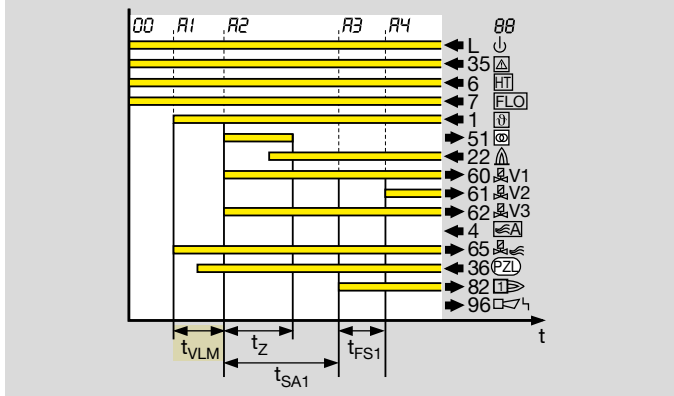 00 A1 A2 A3 A4 88
L
35
6 HT
7 FLO
1 ϑ
51
22
60 V1
61 V2
62 V3
4 A
65
36 PZL
82 1
96
t
tVLM tZ tFS1
tSA1